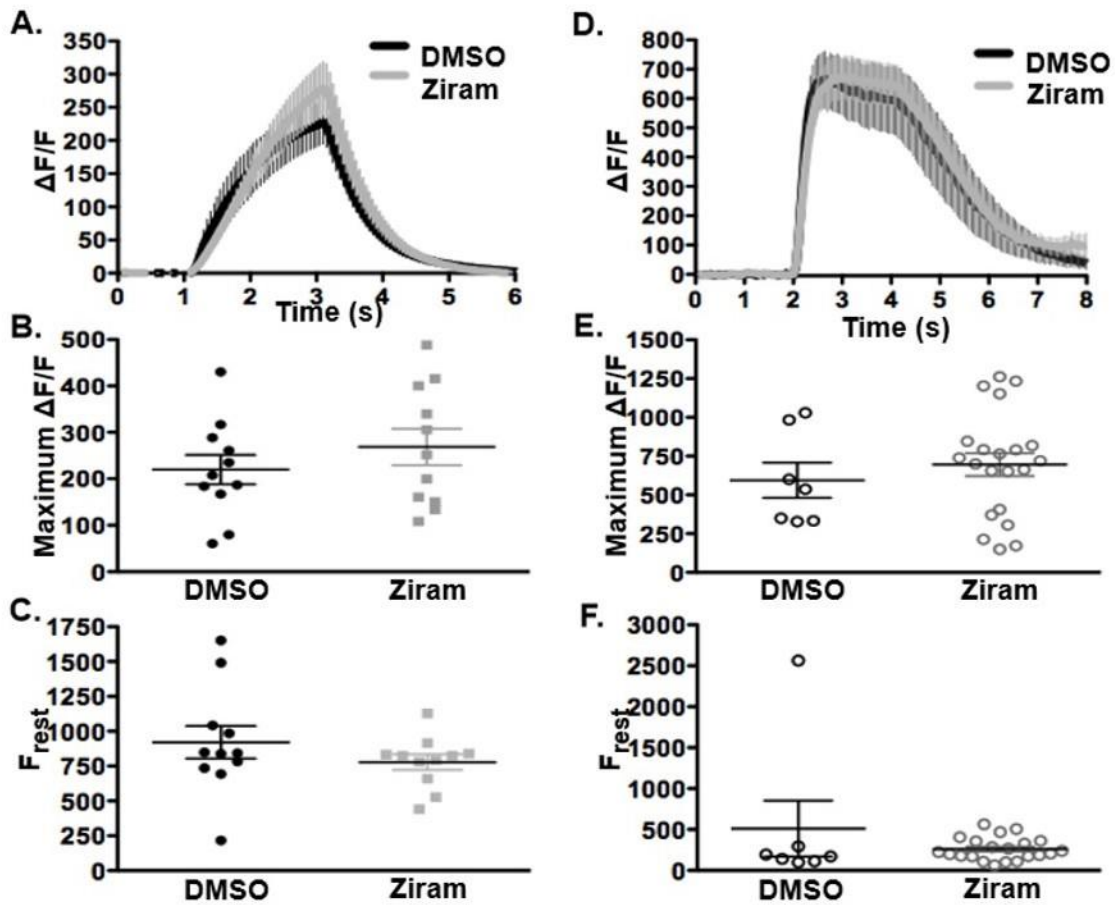 A.
350
300
250
200
150
100
50
0
ΔF/F
DMSO
Ziram
0 1 2 3 4 5 6
Time (s)
B.
500
400
300
200
100
0
Maximum ΔF/F
DMSO Ziram
C.
1750
1500
1250
1000
750
500
250
0
Frest
DMSO Ziram
D.
800
700
600
500
400
300
200
100
0
ΔF/F
DMSO
Ziram
0 1 2 3 4 5 6 7 8
Time (s)
E.
1500
1250
1000
750
500
250
0
Maximum ΔF/F
DMSO Ziram
F.
3000
2500
2000
1500
1000
500
0
Frest
DMSO Ziram